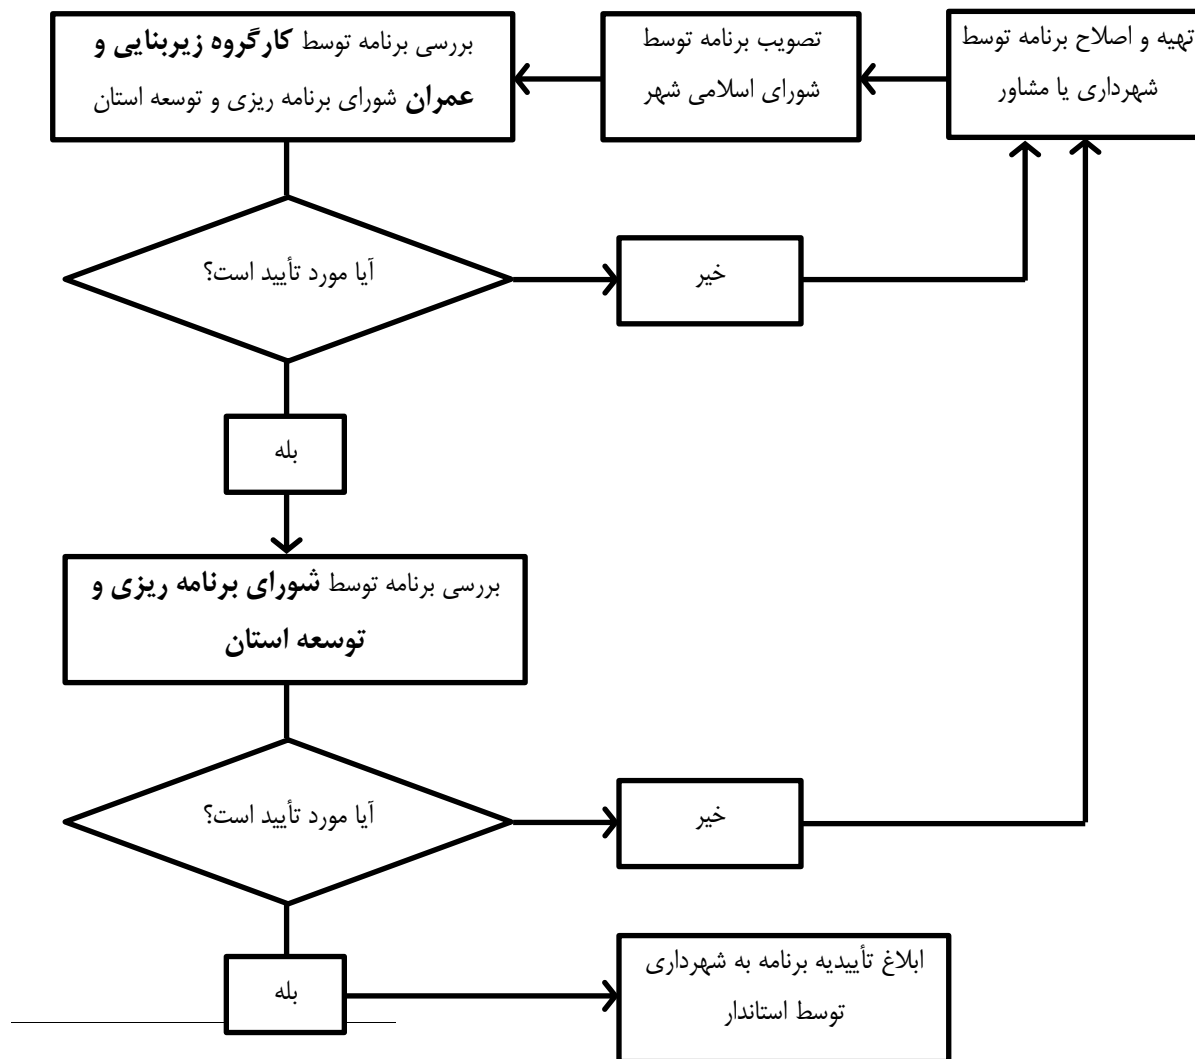 تهیه و اصلاح برنامه توسط
شهرداری یا مشاور
تصویب برنامه توسط
شورای اسلامی شهر
بررسی برنامه توسط کارگروه زیربنایی و
عمران شورای برنامه ریزی و توسعه استان
آیا مورد تأیید است؟
خیر
بله
بررسی برنامه توسط شورای برنامه ریزی و
توسعه استان
آیا مورد تأیید است؟
خیر
بله
ابلاغ تأییدیه برنامه به شهرداری
توسط استاندار